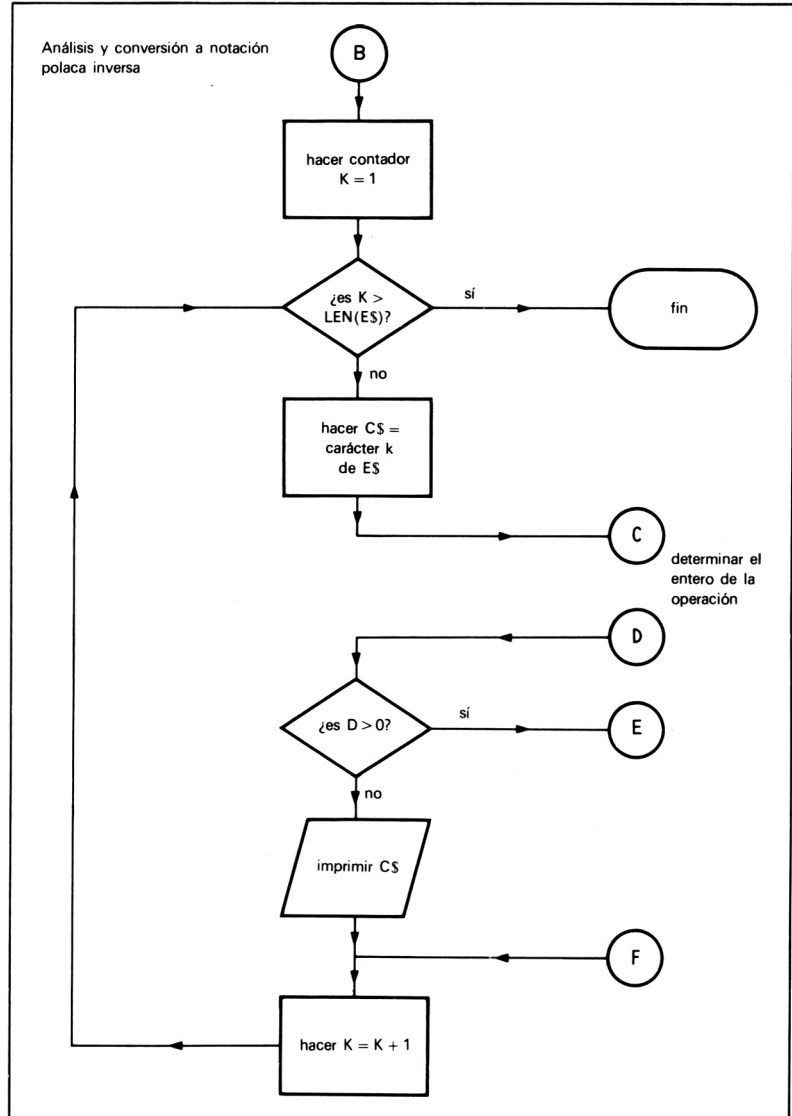 Análisis y conversión a notación
polaca inversa
B
hacer contador
K = 1
¿es K >
LEN(E$)?
sí
fin
no
hacer C$ =
carácter k
de E$
C
determinar el
entero de la
operación
D
¿es D > 0?
sí
E
no
imprimir C$
F
hacer K = K + 1